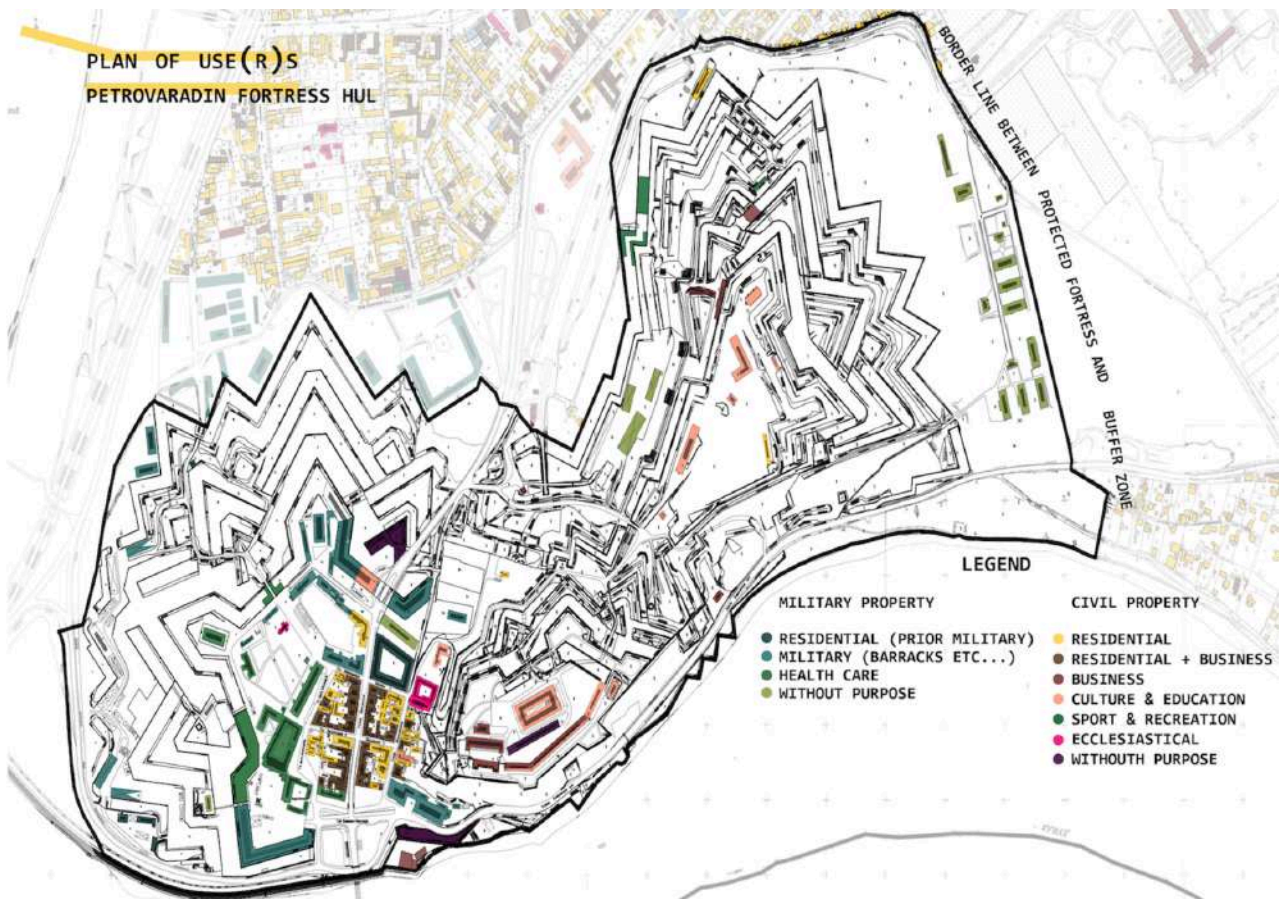 PLAN OF USE(R)S
PETROVARADIN FORTRESS HUL
BORDER LINE BETWEEN PROTECTED FORTRESS AND BUFFER ZONE
LEGEND
MILITARY PROPERTY
RESIDENTIAL (PRIOR MILITARY)
MILITARY (BARRACKS ETC...)
HEALTH CARE
WITHOUT PURPOSE
CIVIL PROPERTY
RESIDENTIAL
RESIDENTIAL + BUSINESS
BUSINESS
CULTURE & EDUCATION
SPORT & RECREATION
ECCLESIASTICAL
WITHOUTH PURPOSE